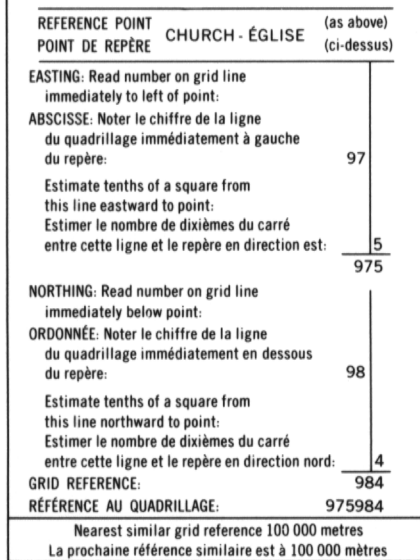 REFERENCE POINT CHURCH - ÉGLISE (as above)
POINT DE REPÈRE (ci-dessus)
EASTING: Read number on grid line
immediately to left of point:
ABSCISSE: Noter le chiffre de la ligne
du quadrillage immédiatement à gauche
du repère: 97
Estimate tenths of a square from
this line eastward to point:
Estimer le nombre de dixièmes du carré
entre cette ligne et le repère en direction est: 5
975
NORTHING: Read number on grid line
immediately below point:
ORDONNÉE: Noter le chiffre de la ligne
du quadrillage immédiatement en dessous
du repère: 98
Estimate tenths of a square from
this line northward to point:
Estimer le nombre de dixièmes du carré
entre cette ligne et le repère en direction nord: 4
GRID REFERENCE: 984
RÉFÉRENCE AU QUADRILLAGE: 975984
Nearest similar grid reference 100 000 metres
La prochaine référence similaire est à 100 000 mètres